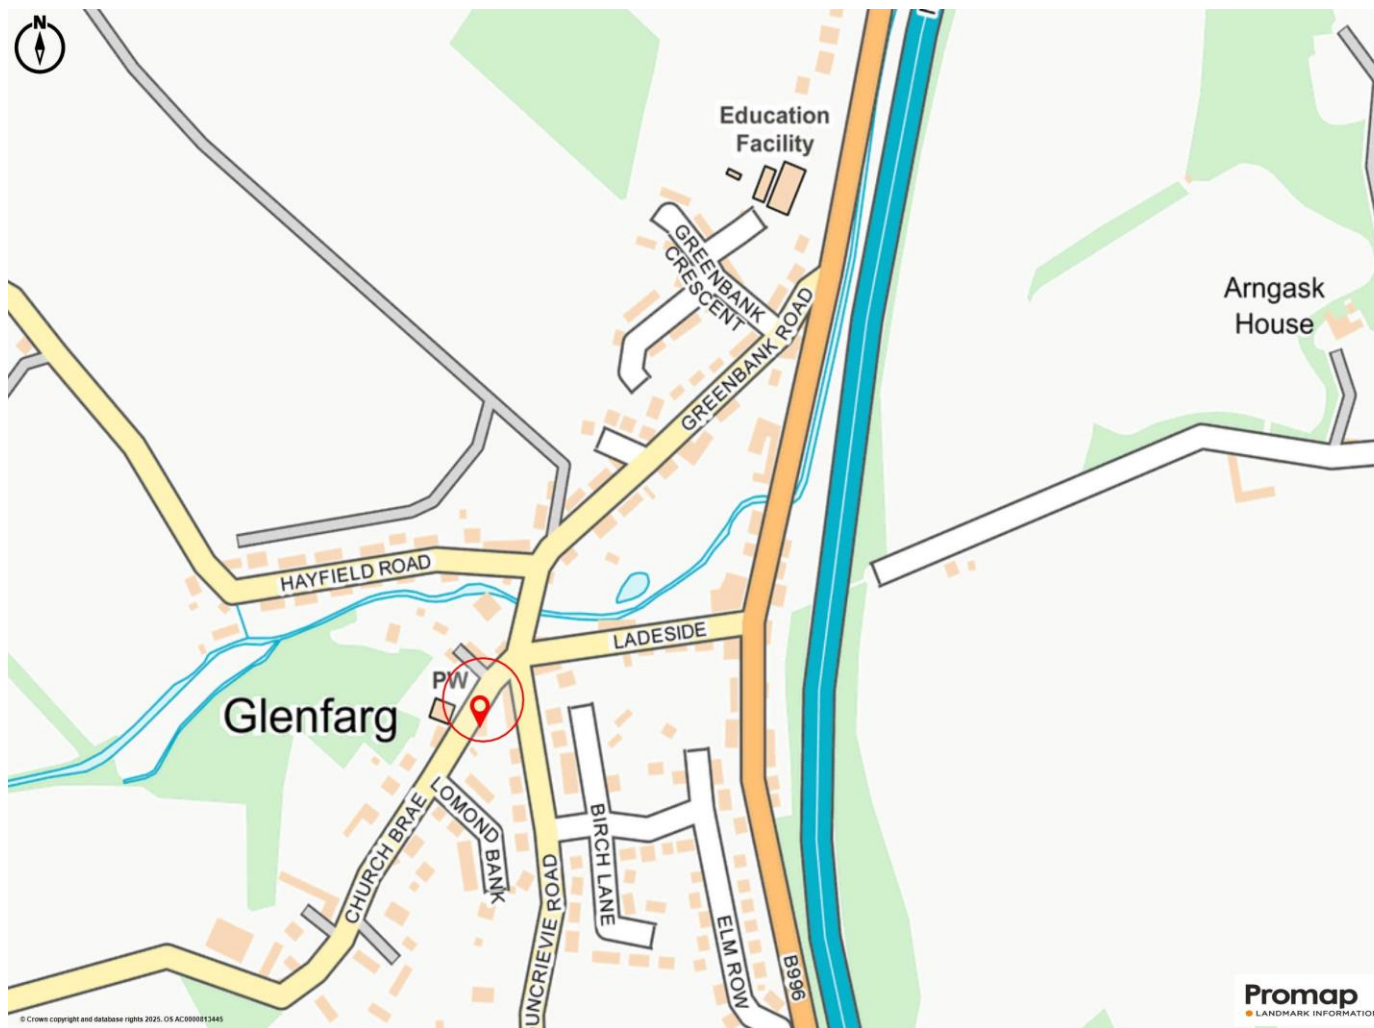 N
Education
Facility
GREENBANK
CRESCENT
GREENBANK ROAD
Arngask
House
HAYFIELD ROAD
LADESIDE
PW
Glenfarg
LOMOND
BANK
CHURCH BRAE
BIRCH LANE
UNCRIEVIE ROAD
ELM ROW
B996
Promap
LANDMARK INFORMATION
© Crown copyright and database rights 2025. OS AC0000813445